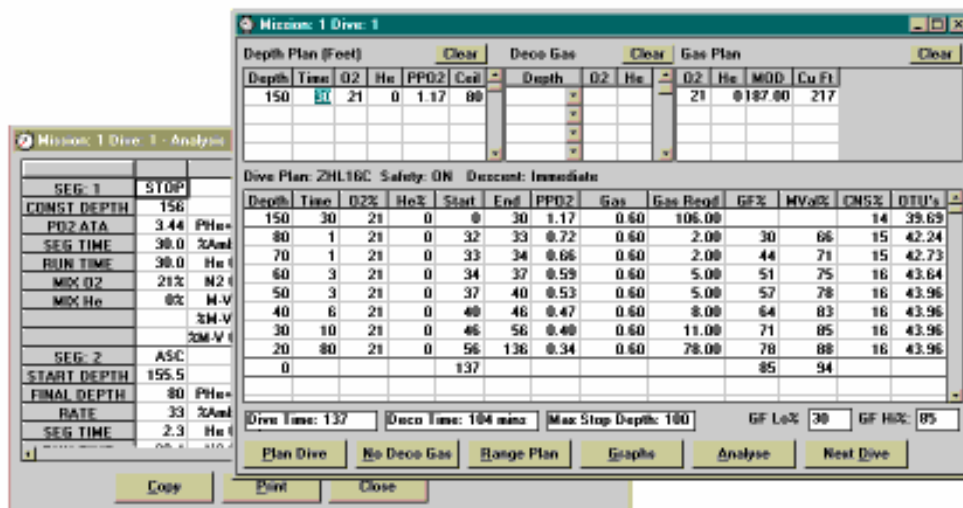 Mission: 1 Dive: 1
Depth Plan (Feet) Clear Deco Gas Clear Gas Plan Clear
Depth Time O2 He PPO2 Ceil Depth O2 He O2 He MOD Cu Ft
150 30 21 0 1.17 80 21 0 187.00 217
Dive Plan: ZHL16C Safety: ON Descent: Immediate
Depth Time O2% He% Start End PPO2 Gas Gas Reqd GF% MVal% CNS% OTU's
150 30 21 0 0 30 1.17 0.60 106.00 14 39.69
80 1 21 0 32 33 0.72 0.60 2.00 30 66 15 42.24
70 1 21 0 33 34 0.66 0.60 2.00 44 71 15 42.73
60 3 21 0 34 37 0.59 0.60 5.00 51 75 16 43.64
50 3 21 0 37 40 0.53 0.60 5.00 57 78 16 43.96
40 6 21 0 40 46 0.47 0.60 8.00 64 83 16 43.96
30 10 21 0 46 56 0.40 0.60 11.00 71 85 16 43.96
20 80 21 0 56 136 0.34 0.60 78.00 78 88 16 43.96
0 137 85 94
Dive Time: 137 Deco Time: 104 mins Max Stop Depth: 100 GF Lo% 30 GF Hi%: 85
Plan Dive No Deco Gas Range Plan Graphs Analyse Next Dive
Mission: 1 Dive: 1 - Analysis
SEG: 1 STOP
CONST DEPTH 156
PO2 ATA 3.44 PHe+
SEG TIME 30.0 %Amb
RUN TIME 30.0 He
MIX O2 21% N2
MIX He 0% M-V
%M-V
%M-V
SEG: 2 ASC
START DEPTH 155.5
FINAL DEPTH 80 PHe+
RATE 33 %Amb
SEG TIME 2.3 He
Copy Print Close